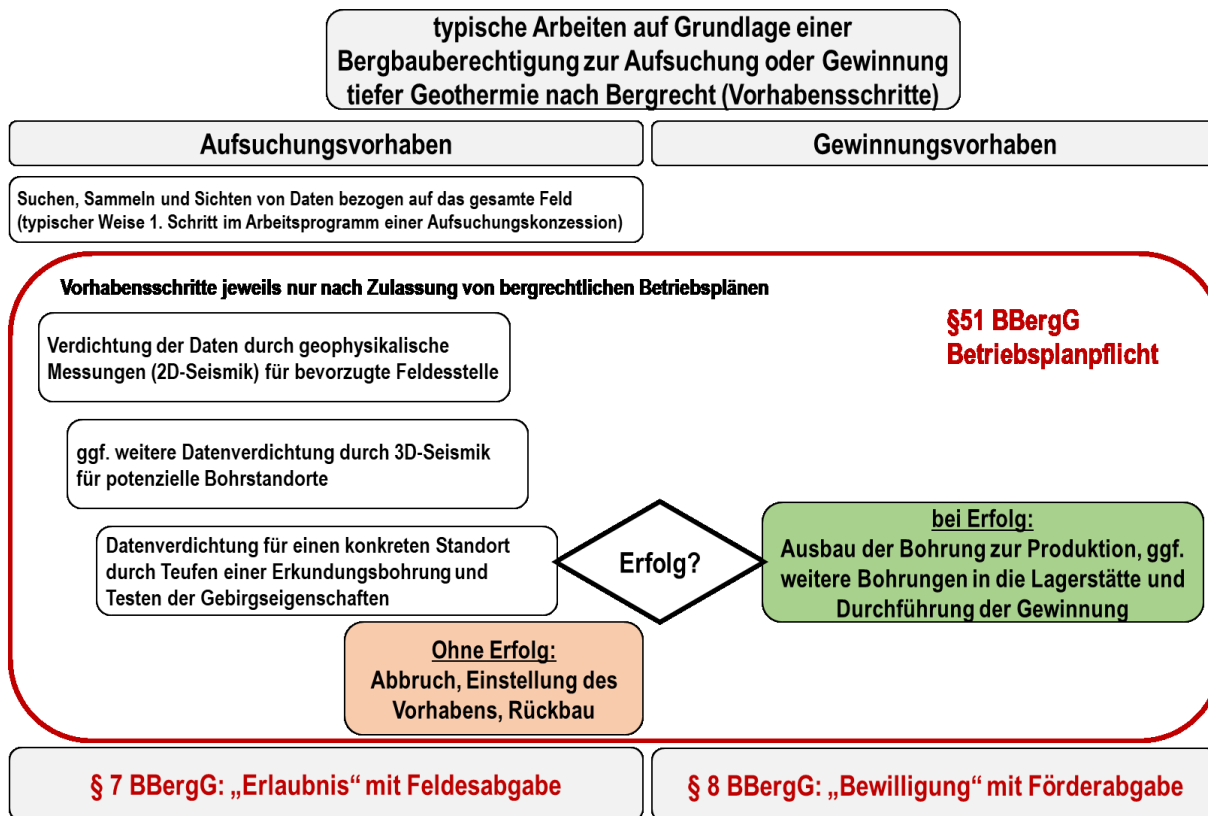 typische Arbeiten auf Grundlage einer
Bergbauberechtigung zur Aufsuchung oder Gewinnung
tiefer Geothermie nach Bergrecht (Vorhabensschritte)
Aufsuchungsvorhaben
Gewinnungsvorhaben
Suchen, Sammeln und Sichten von Daten bezogen auf das gesamte Feld
(typischer Weise 1. Schritt im Arbeitsprogramm einer Aufsuchungskonzession)
Vorhabensschritte jeweils nur nach Zulassung von bergrechtlichen Betriebsplänen
§51 BBergG
Betriebsplanpflicht
Verdichtung der Daten durch geophysikalische
Messungen (2D-Seismik) für bevorzugte Feldesstelle
ggf. weitere Datenverdichtung durch 3D-Seismik
für potenzielle Bohrstandorte
Datenverdichtung für einen konkreten Standort
durch Teufen einer Erkundungsbohrung und
Testen der Gebirgseigenschaften
Erfolg?
bei Erfolg:
Ausbau der Bohrung zur Produktion, ggf.
weitere Bohrungen in die Lagerstätte und
Durchführung der Gewinnung
Ohne Erfolg:
Abbruch, Einstellung des
Vorhabens, Rückbau
§ 7 BBergG: „Erlaubnis“ mit Feldesabgabe
§ 8 BBergG: „Bewilligung“ mit Förderabgabe